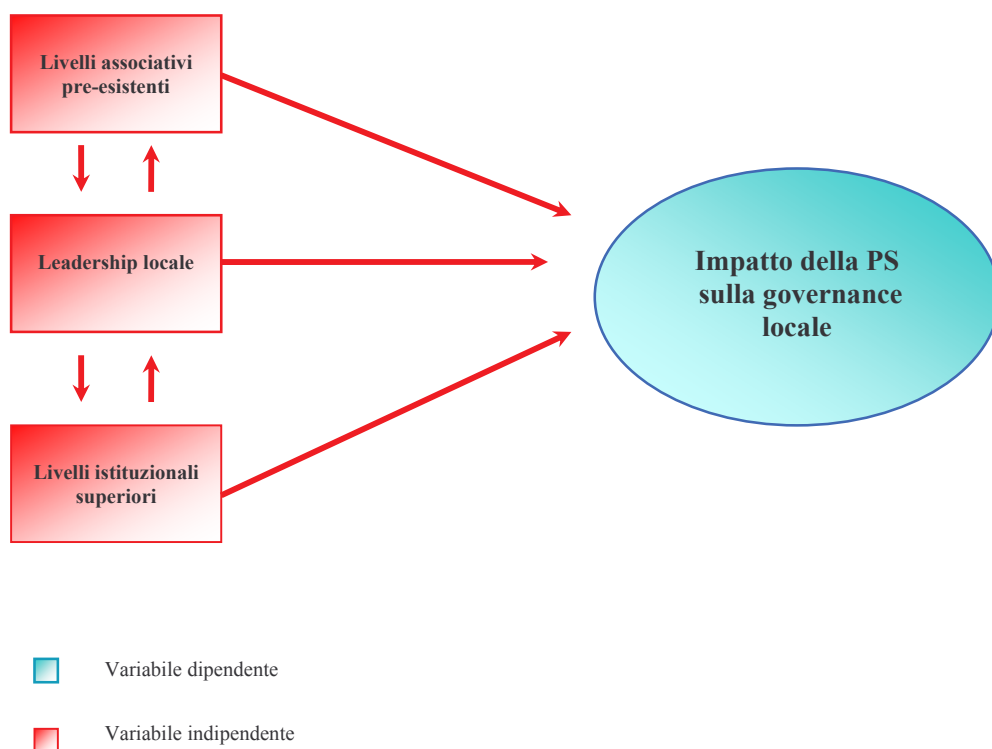 Livelli associativi
pre-esistenti
Leadership locale
Livelli istituzionali
superiori
Impatto della PS
sulla governance
locale
Variabile dipendente
Variabile indipendente